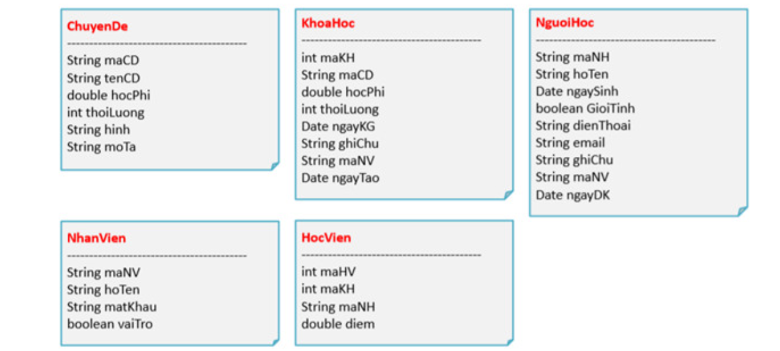 ChuyenDe
String maCD
String tenCD
double hocPhi
int thoiLuong
String hinh
String moTa
KhoaHoc
int maKH
String maCD
double hocPhi
int thoiLuong
Date ngayKG
String ghiChu
String maNV
Date ngayTao
NguoiHoc
String maNH
String hoTen
Date ngaySinh
boolean GioiTinh
String dienThoai
String email
String ghiChu
String maNV
Date ngayDK
NhanVien
String maNV
String hoTen
String matKhau
boolean vaiTro
HocVien
int maHV
int maKH
String maNH
double diem